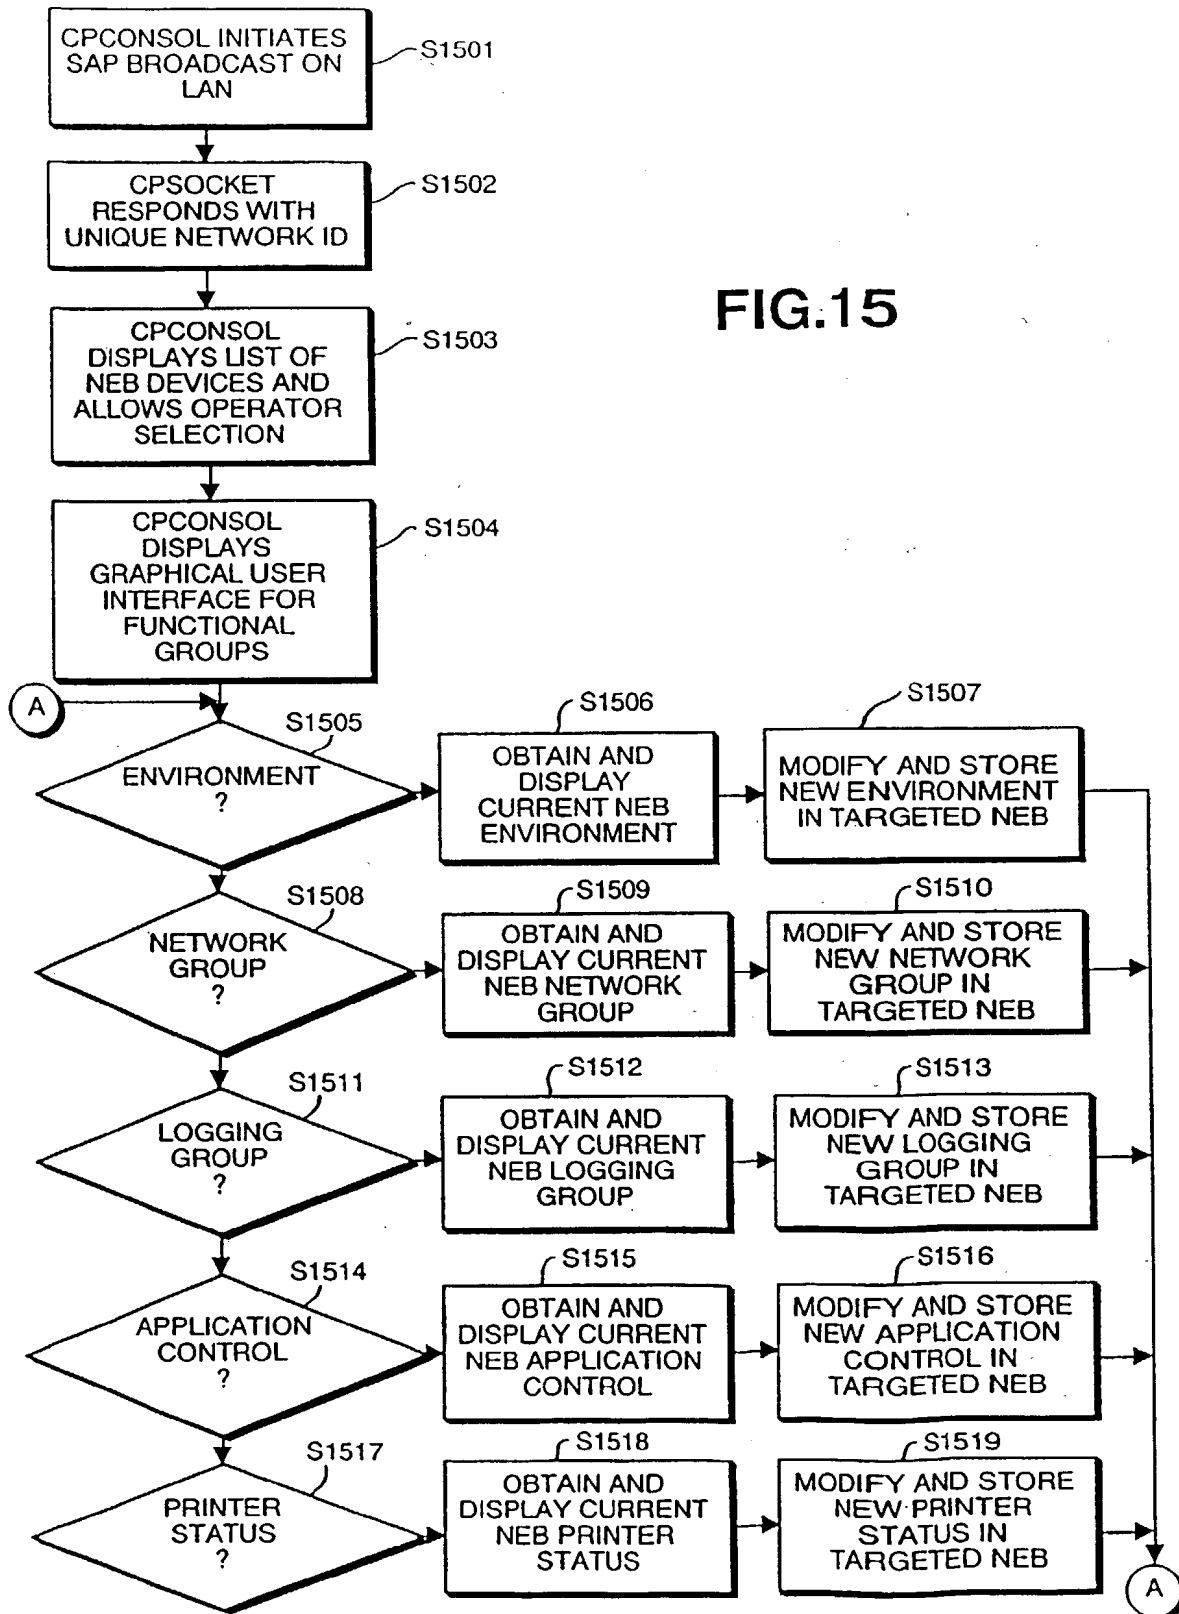 CPCONSOL INITIATES
SAP BROADCAST ON
LAN
S1501
CPSOCKET
RESPONDS WITH
UNIQUE NETWORK ID
S1502
CPCONSOL
DISPLAYS LIST OF
NEB DEVICES AND
ALLOWS OPERATOR
SELECTION
S1503
FIG.15
CPCONSOL
DISPLAYS
GRAPHICAL USER
INTERFACE FOR
FUNCTIONAL
GROUPS
S1504
A
S1505
ENVIRONMENT
?
S1506
OBTAIN AND
DISPLAY
CURRENT NEB
ENVIRONMENT
S1507
MODIFY AND STORE
NEW ENVIRONMENT
IN TARGETED NEB
S1508
NETWORK
GROUP
?
S1509
OBTAIN AND
DISPLAY CURRENT
NEB NETWORK
GROUP
S1510
MODIFY AND STORE
NEW NETWORK
GROUP IN
TARGETED NEB
S1511
LOGGING
GROUP
?
S1512
OBTAIN AND
DISPLAY CURRENT
NEB LOGGING
GROUP
S1513
MODIFY AND STORE
NEW LOGGING
GROUP IN
TARGETED NEB
S1514
APPLICATION
CONTROL
?
S1515
OBTAIN AND
DISPLAY CURRENT
NEB APPLICATION
CONTROL
S1516
MODIFY AND STORE
NEW APPLICATION
CONTROL IN
TARGETED NEB
S1517
PRINTER
STATUS
?
S1518
OBTAIN AND
DISPLAY CURRENT
NEB PRINTER
STATUS
S1519
MODIFY AND STORE
NEW PRINTER
STATUS IN
TARGETED NEB
A